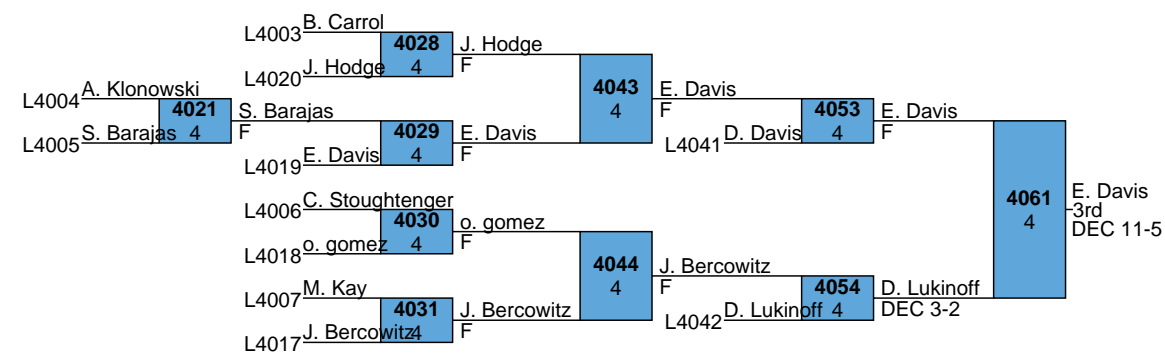 B. Carrol
L4003
4028
J. Hodge
4
F
J. Hodge
L4020
A. Klonowski
L4004
4021
4
S. Barajas
F
S. Barajas
L4005
4029
4
E. Davis
F
E. Davis
L4019
4043
4
E. Davis
F
D. Davis
L4041
4053
4
E. Davis
F
C. Stoughtenger
L4006
4030
4
o. gomez
F
o. gomez
L4018
M. Kay
L4007
4031
4
J. Bercowitz
F
J. Bercowitz
L4017
4044
4
J. Bercowitz
F
D. Lukinoff
L4042
4054
4
D. Lukinoff
DEC 3-2
4061
4
E. Davis
3rd
DEC 11-5